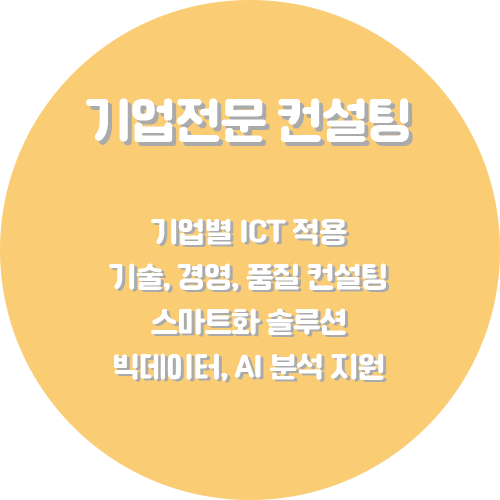 기업전문 컨설팅
기업별 ICT 적용
기술, 경영, 품질 컨설팅
스마트화 솔루션
빅데이터, AI 분석 지원